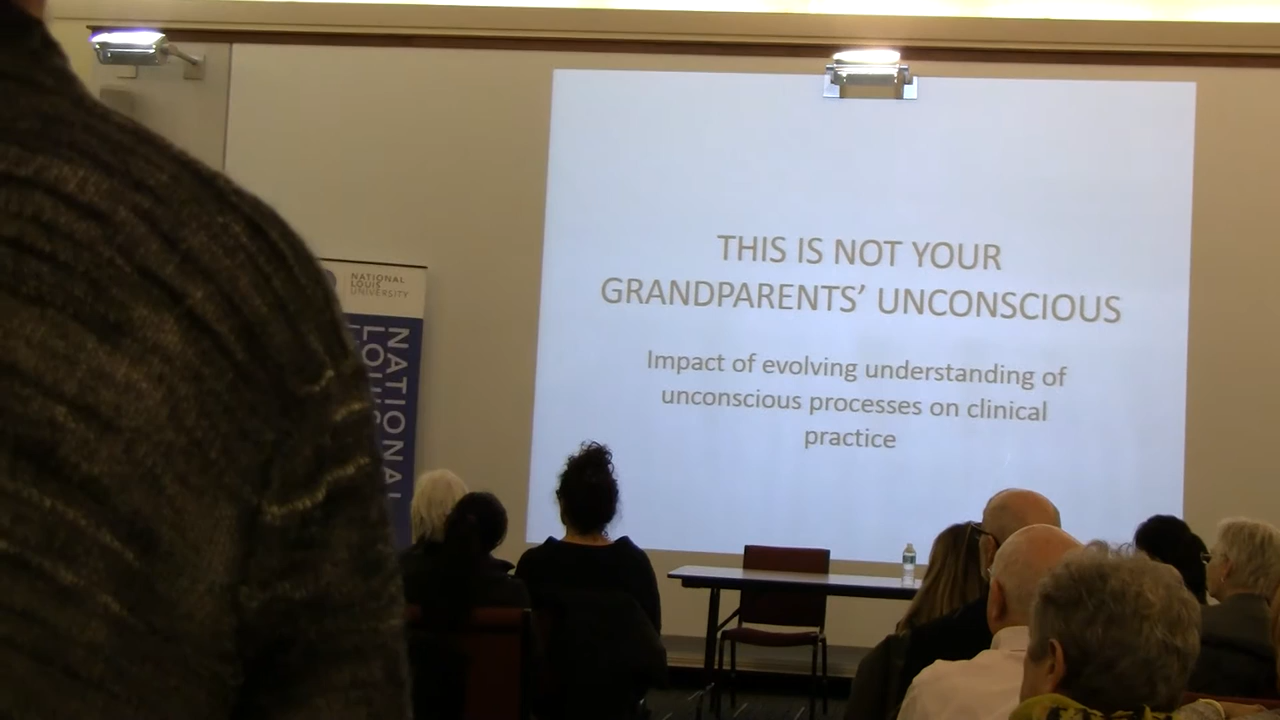 NATIONAL
LOUIS
UNIVERSITY
NATIONAL
LOUIS
THIS IS NOT YOUR
GRANDPARENTS’ UNCONSCIOUS
Impact of evolving understanding of
unconscious processes on clinical
practice